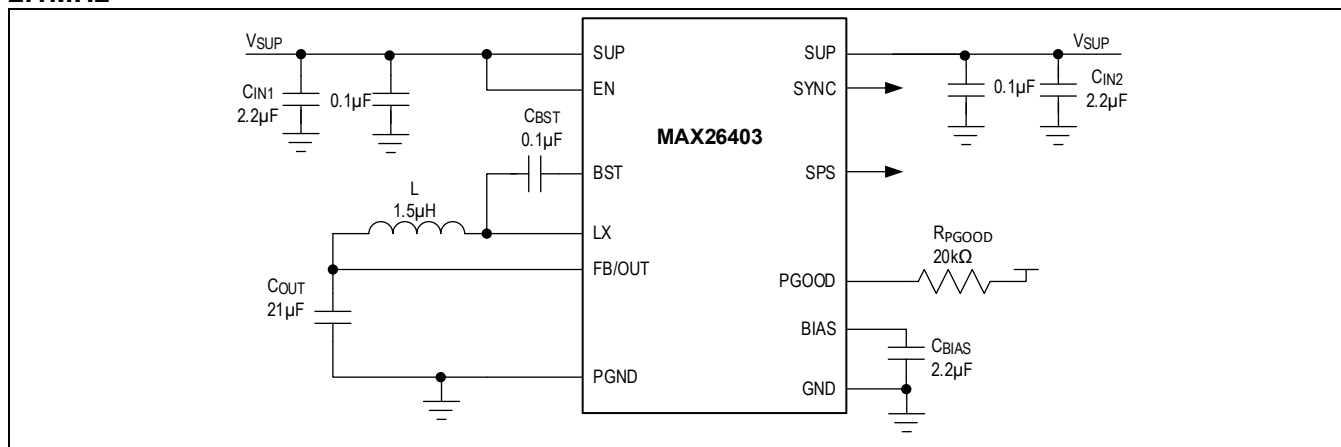 VSUP
CIN1
2.2µF
0.1µF
CBST
0.1µF
L
1.5µH
COUT
21µF
SUP
EN
BST
LX
FB/OUT
PGND
MAX26403
SUP
SYNC
SPS
PGOOD
BIAS
GND
VSUP
0.1µF
CIN2
2.2µF
RPGOOD
20kΩ
CBIAS
2.2µF